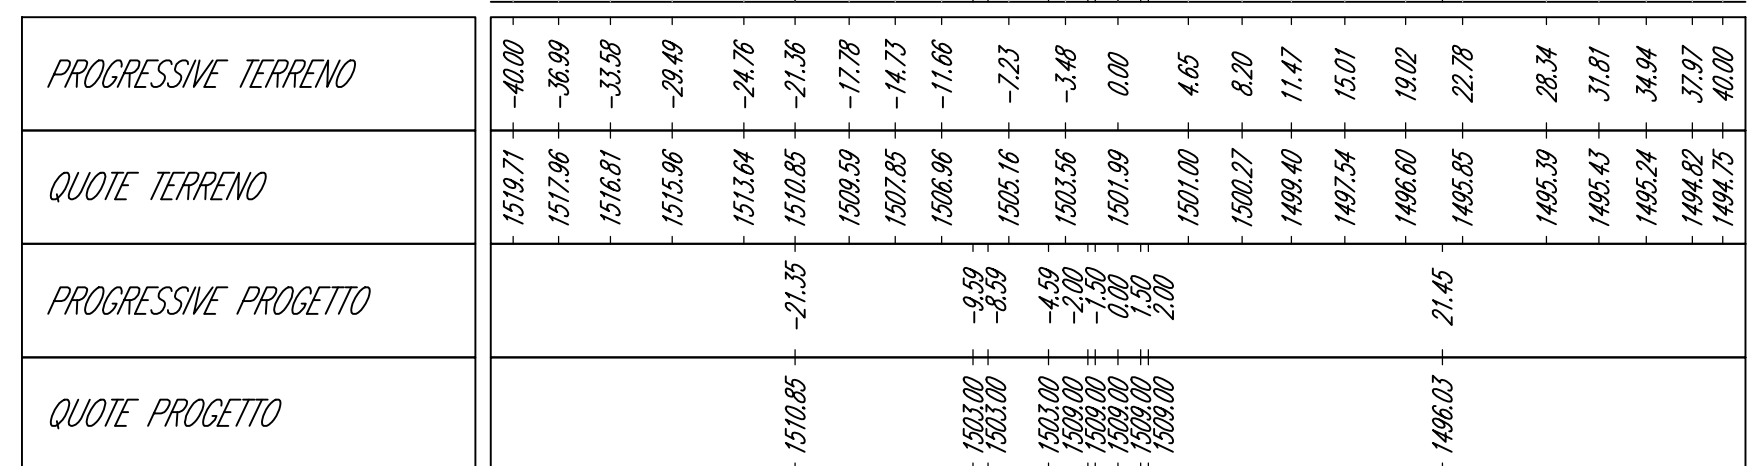 PROGRESSIVE TERRENO -40.00 -36.99 -33.58 -29.49 -24.76 -21.36 -17.78 -14.73 -11.66 -7.23 -3.48 0.00 4.65 8.20 11.47 15.01 19.02 22.78 28.34 31.81 34.94 37.97 40.00
QUOTE TERRENO 1519.71 1517.96 1516.81 1515.96 1513.64 1510.85 1509.59 1507.85 1506.96 1505.16 1503.56 1501.99 1501.00 1500.27 1499.40 1497.54 1496.60 1495.85 1495.39 1495.43 1495.24 1494.82 1494.75
PROGRESSIVE PROGETTO -21.35 -9.59 -8.59 -4.59 -2.00 -1.50 0.00 1.50 2.00 21.45
QUOTE PROGETTO 1510.85 1503.00 1503.00 1503.00 1509.00 1509.00 1509.00 1509.00 1509.00 1496.03